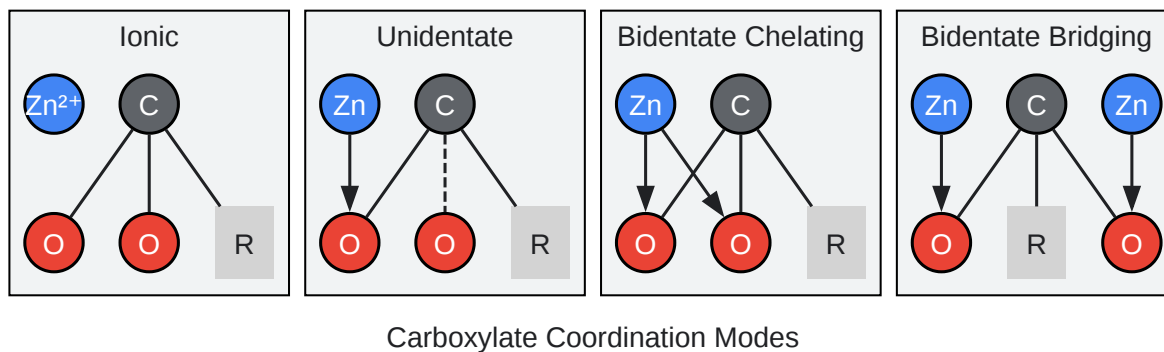 Ionic
Unidentate
Bidentate Chelating
Bidentate Bridging
Zn²⁺
C
Zn
C
Zn
C
Zn
C
Zn
O
O
R
O
O
R
O
O
R
O
R
O
Carboxylate Coordination Modes